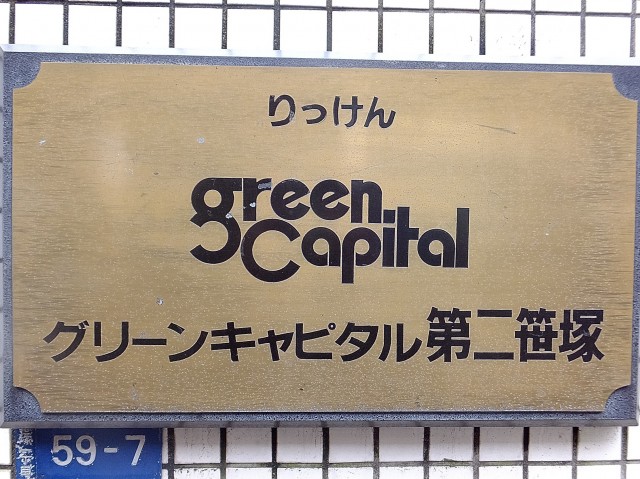 りっけん
green
Capital
グリーンキャピタル第二笹塚
59-7